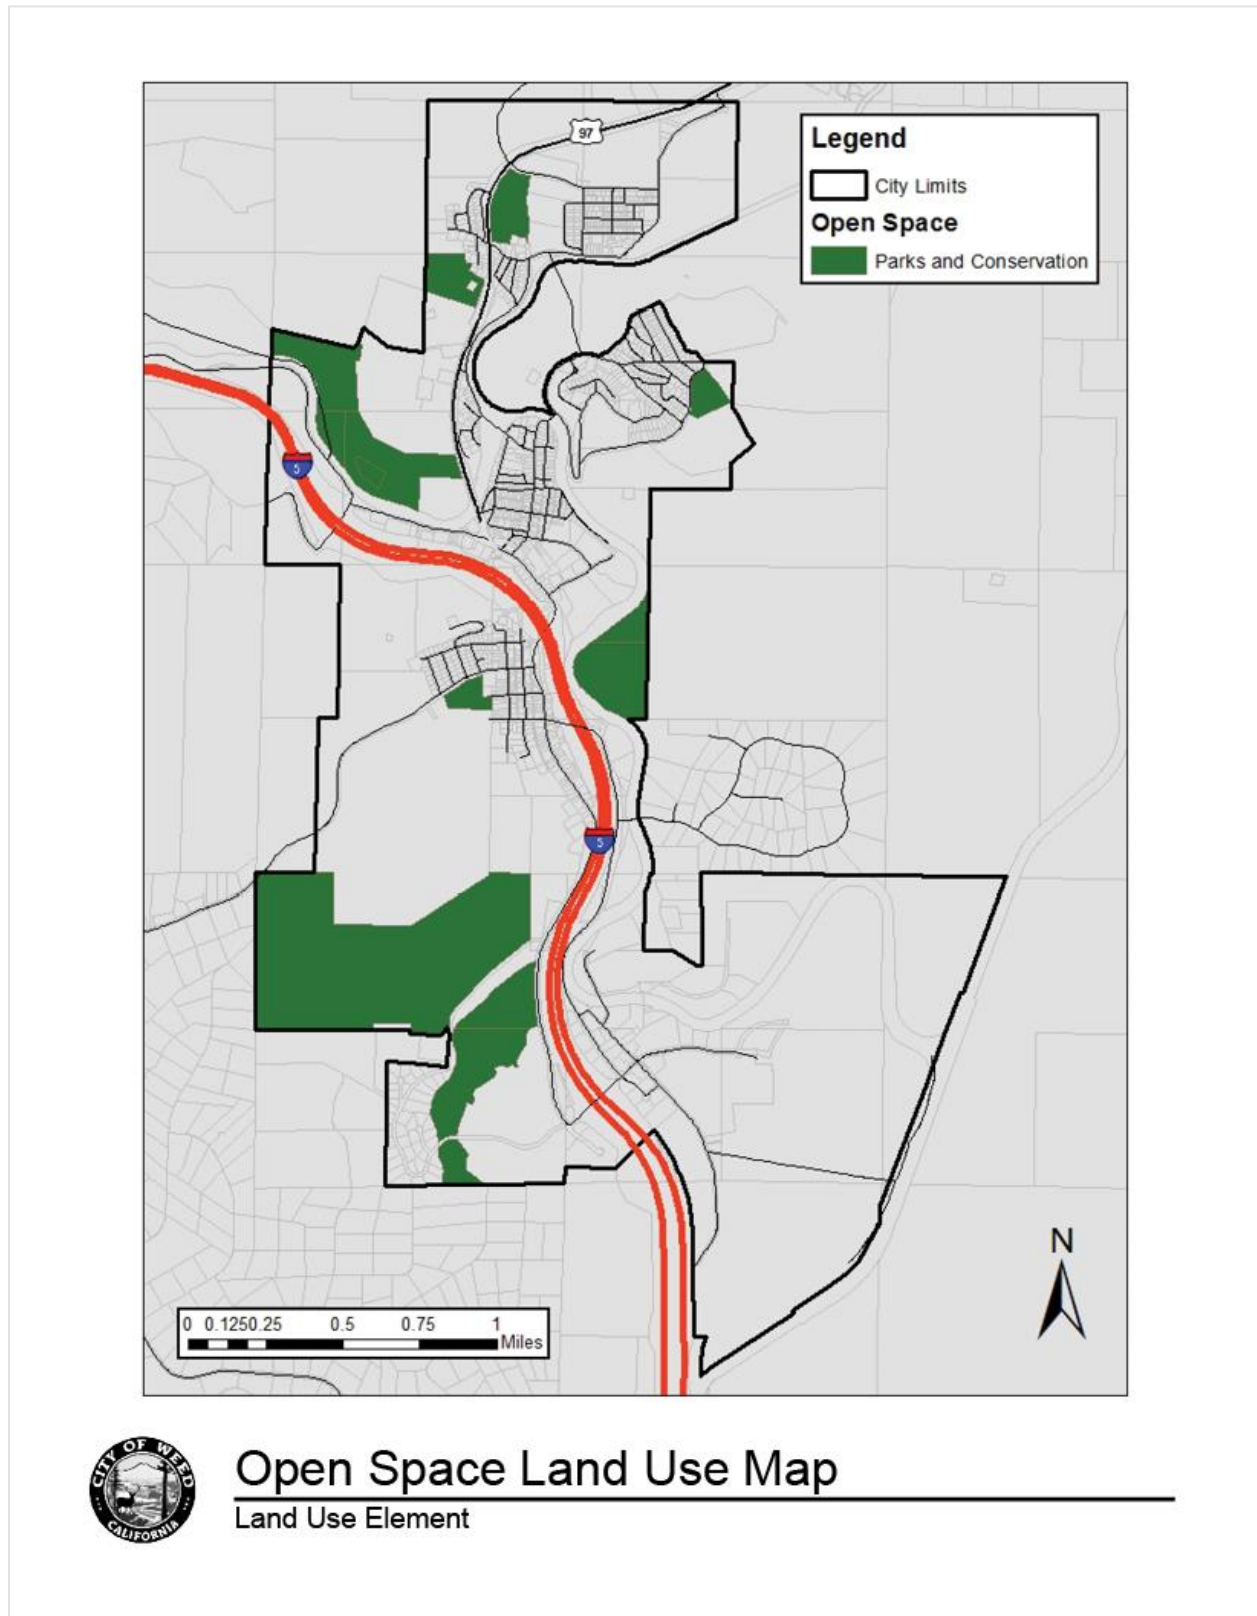 97
Legend
City Limits
Open Space
Parks and Conservation
5
5
N
0 0.1250.25 0.5 0.75 1
Miles
CITY OF WEED
CALIFORNIA
Open Space Land Use Map
Land Use Element